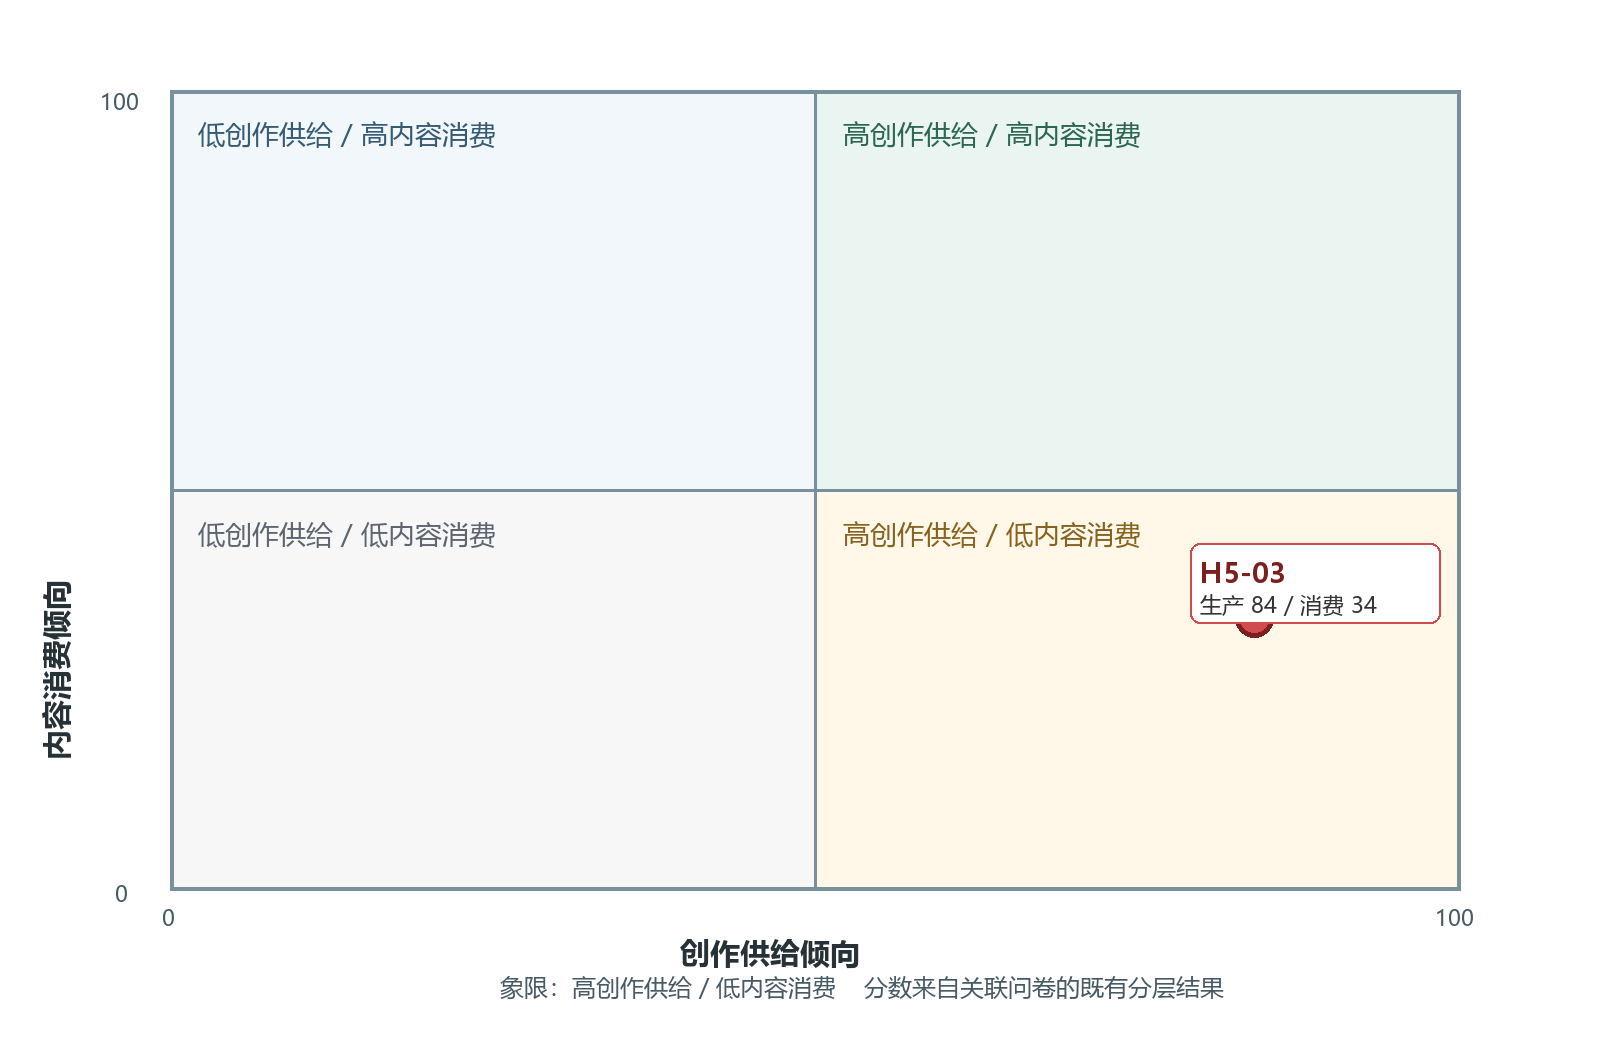 100
低创作供给 / 高内容消费
高创作供给 / 高内容消费
低创作供给 / 低内容消费
高创作供给 / 低内容消费
H5-03
生产 84 / 消费 34
内容消费倾向
0
0
100
创作供给倾向
象限：高创作供给 / 低内容消费 分数来自关联问卷的既有分层结果